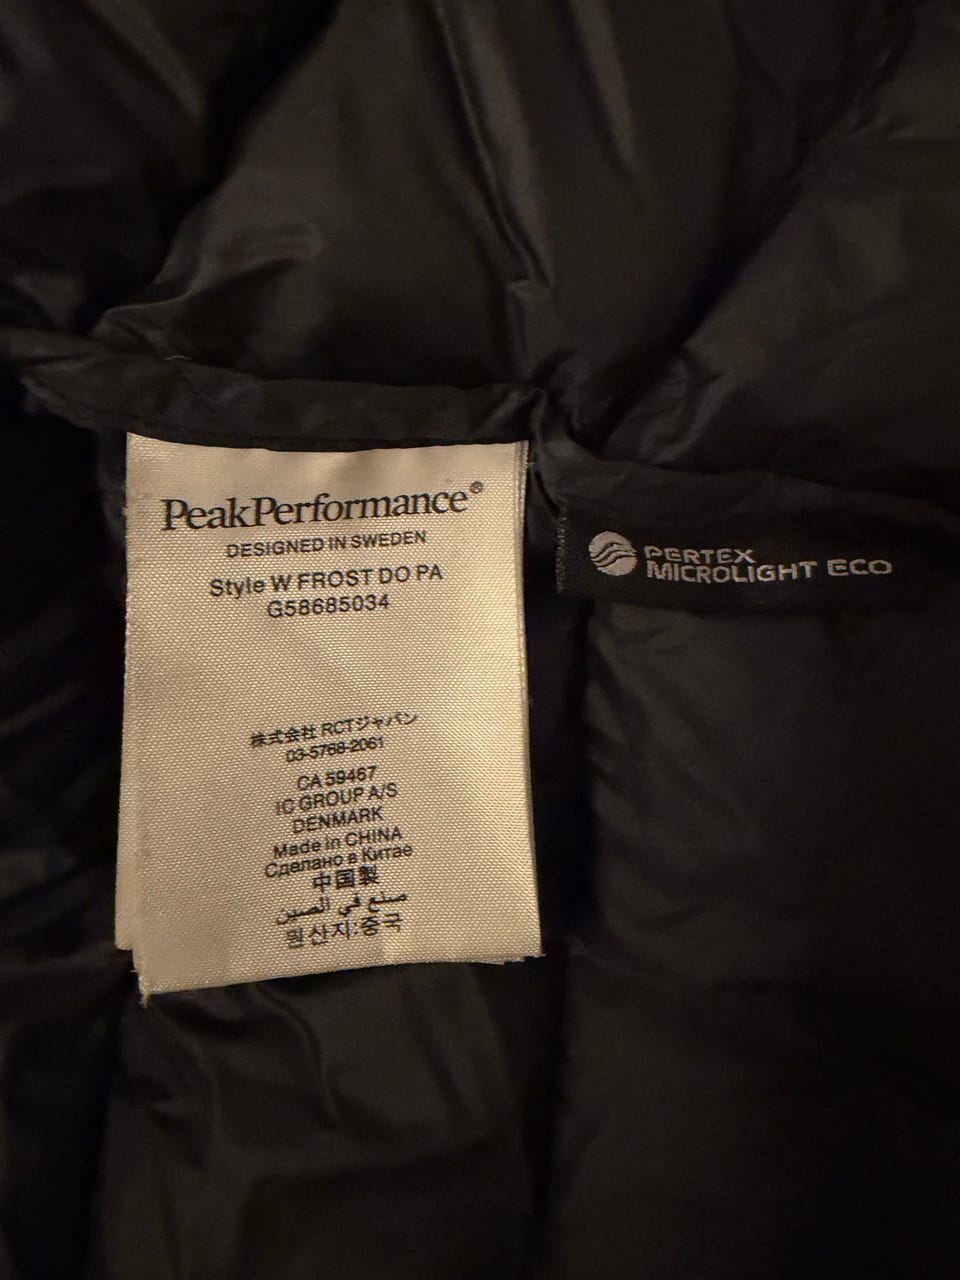 PeakPerformance®
DESIGNED IN SWEDEN
Style W FROST DO PA
G58685034
株式会社 RCTジャパン
03-5768-2061
CA 59467
IC GROUP A/S
DENMARK
Made in CHINA
Сделано в Китае
中国製
صنع في الصين
원산지:중국
PERTEX
MICROLIGHT ECO